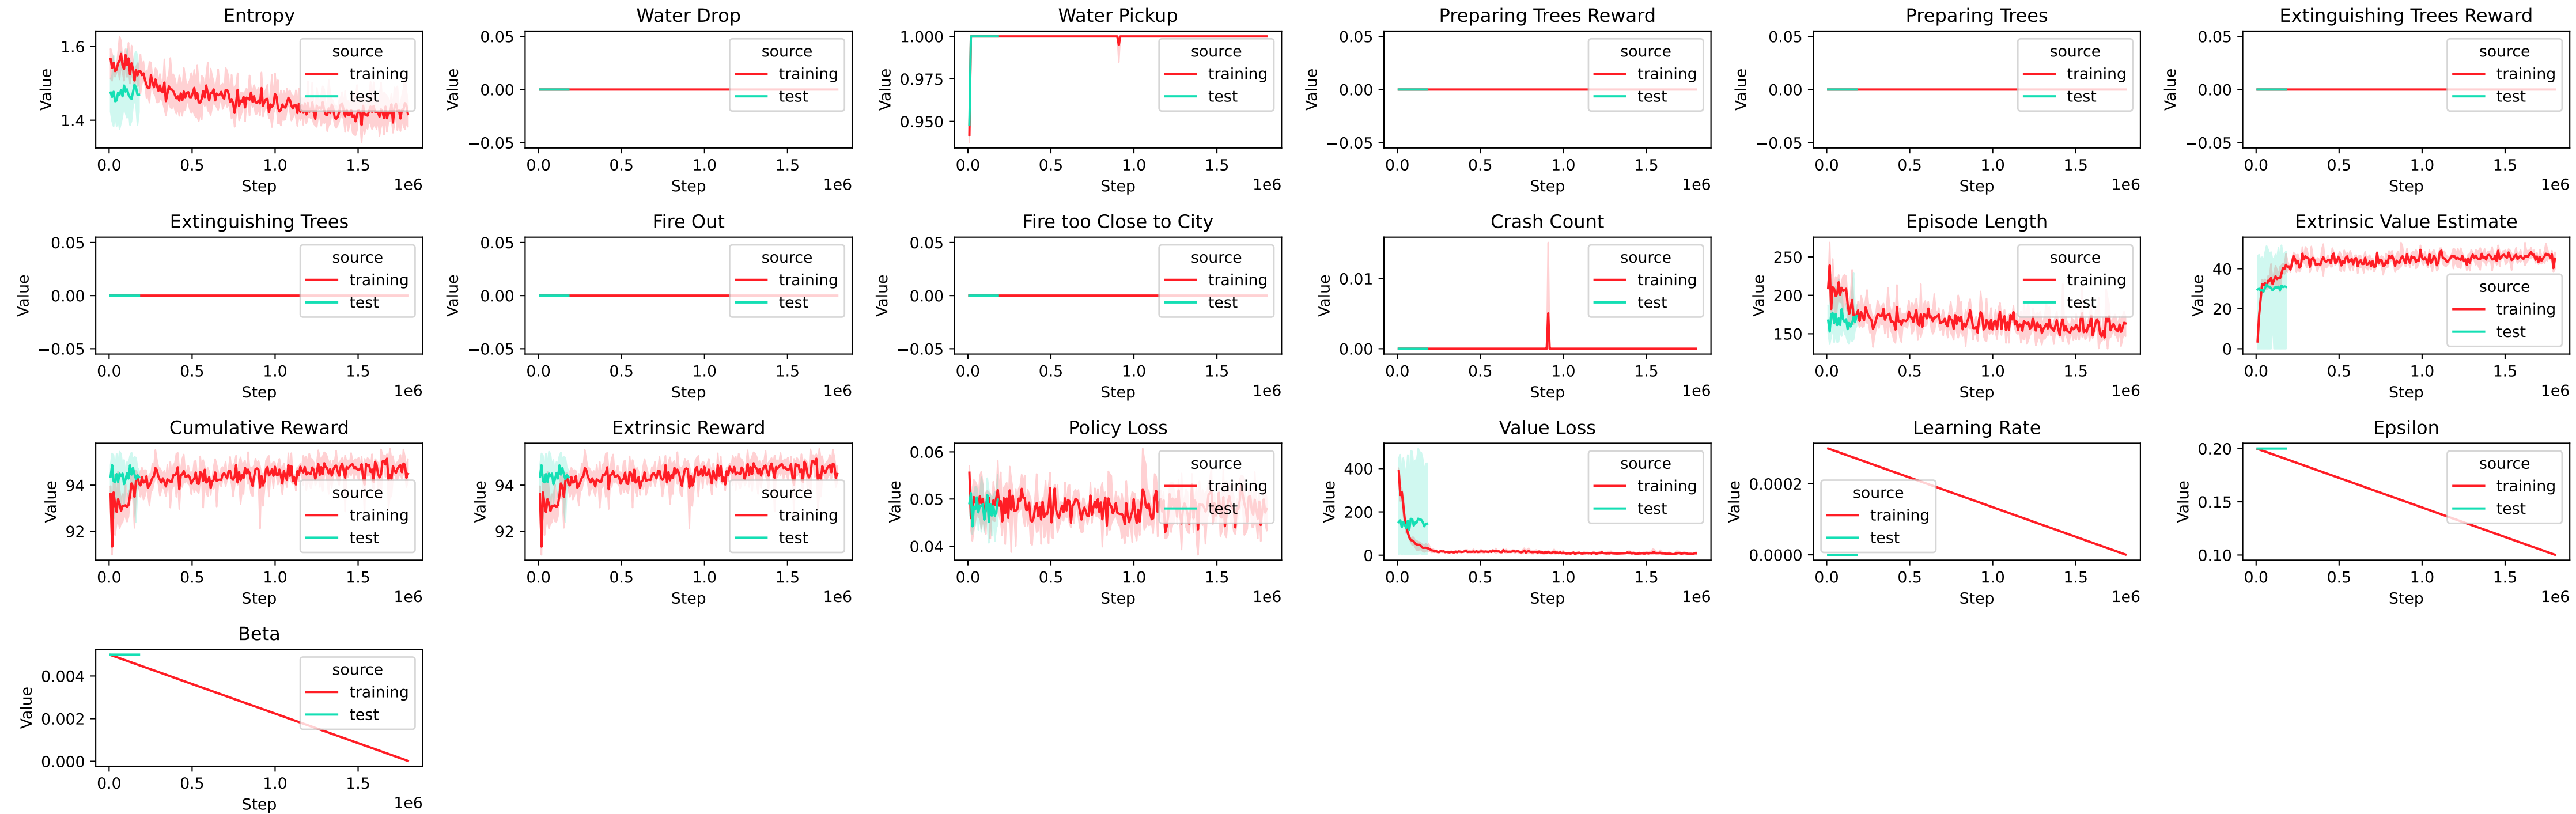 Entropy
Value
1.6
1.4
source
training
test
0.0 0.5 1.0 1.5
Step
1e6
Water Drop
Value
0.05
0.00
−0.05
source
training
test
0.0 0.5 1.0 1.5
Step
1e6
Water Pickup
Value
1.000
0.975
0.950
source
training
test
0.0 0.5 1.0 1.5
Step
1e6
Preparing Trees Reward
Value
0.05
0.00
−0.05
source
training
test
0.0 0.5 1.0 1.5
Step
1e6
Preparing Trees
Value
0.05
0.00
−0.05
source
training
test
0.0 0.5 1.0 1.5
Step
1e6
Extinguishing Trees Reward
Value
0.05
0.00
−0.05
source
training
test
0.0 0.5 1.0 1.5
Step
1e6
Extinguishing Trees
Value
0.05
0.00
−0.05
source
training
test
0.0 0.5 1.0 1.5
Step
1e6
Fire Out
Value
0.05
0.00
−0.05
source
training
test
0.0 0.5 1.0 1.5
Step
1e6
Fire too Close to City
Value
0.05
0.00
−0.05
source
training
test
0.0 0.5 1.0 1.5
Step
1e6
Crash Count
Value
0.01
0.00
source
training
test
0.0 0.5 1.0 1.5
Step
1e6
Episode Length
Value
250
200
150
source
training
test
0.0 0.5 1.0 1.5
Step
1e6
Extrinsic Value Estimate
Value
40
20
0
source
training
test
0.0 0.5 1.0 1.5
Step
1e6
Cumulative Reward
Value
94
92
source
training
test
0.0 0.5 1.0 1.5
Step
1e6
Extrinsic Reward
Value
94
92
source
training
test
0.0 0.5 1.0 1.5
Step
1e6
Policy Loss
Value
0.06
0.05
0.04
source
training
test
0.0 0.5 1.0 1.5
Step
1e6
Value Loss
Value
400
200
0
source
training
test
0.0 0.5 1.0 1.5
Step
1e6
Learning Rate
Value
0.0002
0.0000
source
training
test
0.0 0.5 1.0 1.5
Step
1e6
Epsilon
Value
0.20
0.15
0.10
source
training
test
0.0 0.5 1.0 1.5
Step
1e6
Beta
Value
0.004
0.002
0.000
source
training
test
0.0 0.5 1.0 1.5
Step
1e6